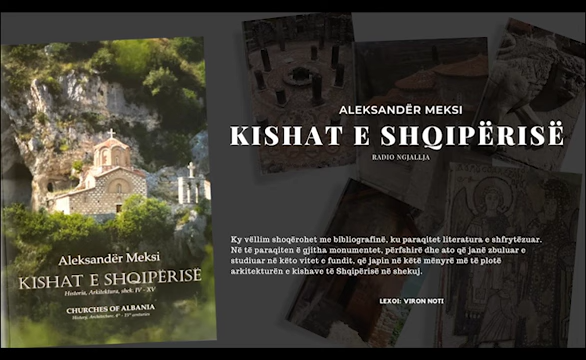 Aleksandër Meksi
KISHAT E SHQIPËRISË
Historia, Arkitektura, shek. IV - XV
CHURCHES OF ALBANIA
History, Architecture, 4th - 15th centuries
ALEKSANDËR MEKSI
KISHAT E SHQIPËRISË
RADIO NGJALLJA
Ky vëllim shoqërohet me bibliografinë, ku paraqitet literatura e shfrytëzuar.
Në të paraqiten ë gjitha monumentet, përfshirë dhe ato që janë zbuluar e
studiuar në këto vitet e fundit, që japin në këtë mënyrë më të plotë
arkitekturën e kishave të Shqipërisë në shekuj.
LEXOI: VIRON NOTI